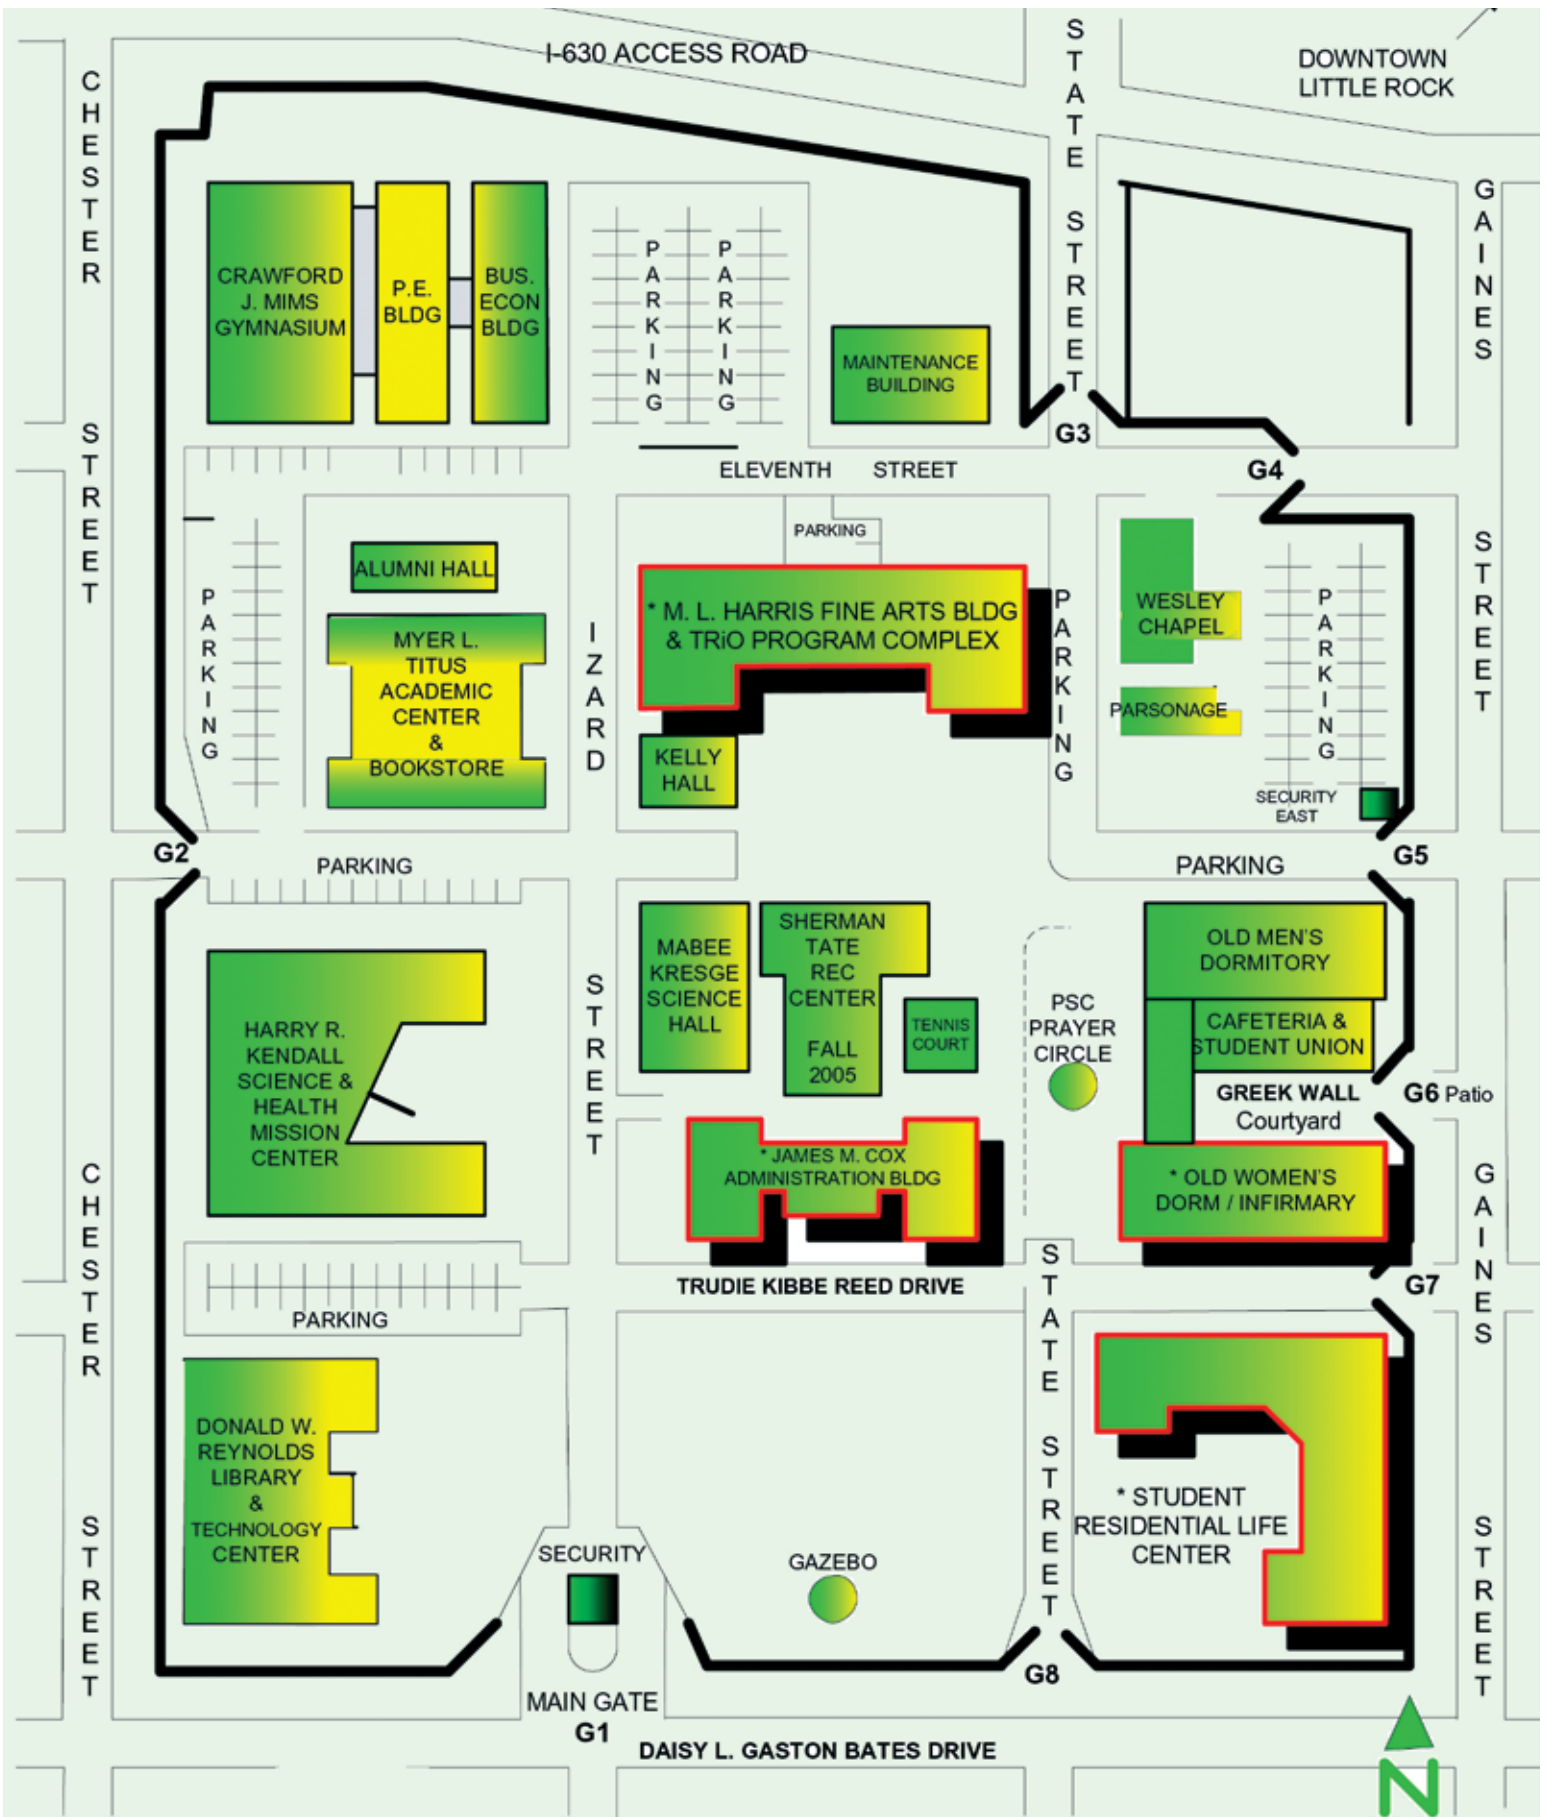 I-630 ACCESS ROAD
STATE STREET
DOWNTOWN
LITTLE ROCK
CHESTER STREET
GAINES STREET
CRAWFORD
J. MIMS
GYMNASIUM
P.E.
BLDG
BUS.
ECON
BLDG
PARKING
PARKING
MAINTENANCE
BUILDING
G3
G4
ELEVENTH STREET
PARKING
ALUMNI HALL
PARKING
MYER L.
TITUS
ACADEMIC
CENTER
&
BOOKSTORE
IZARD STREET
* M. L. HARRIS FINE ARTS BLDG
& TRiO PROGRAM COMPLEX
KELLY
HALL
PARKING
WESLEY
CHAPEL
PARSONAGE
PARKING
SECURITY
EAST
G2
PARKING
PARKING
G5
MABEE
KRESGE
SCIENCE
HALL
SHERMAN
TATE
REC
CENTER
FALL
2005
TENNIS
COURT
PSC
PRAYER
CIRCLE
OLD MEN'S
DORMITORY
CAFETERIA &
STUDENT UNION
GREEK WALL
Courtyard
G6 Patio
HARRY R.
KENDALL
SCIENCE &
HEALTH
MISSION
CENTER
* JAMES M. COX
ADMINISTRATION BLDG
* OLD WOMEN'S
DORM / INFIRMARY
CHESTER STREET
GAINES STREET
TRUDIE KIBBE REED DRIVE
G7
PARKING
STATE STREET
DONALD W.
REYNOLDS
LIBRARY
&
TECHNOLOGY
CENTER
* STUDENT
RESIDENTIAL LIFE
CENTER
SECURITY
GAZEBO
G8
MAIN GATE
G1
DAISY L. GASTON BATES DRIVE
N